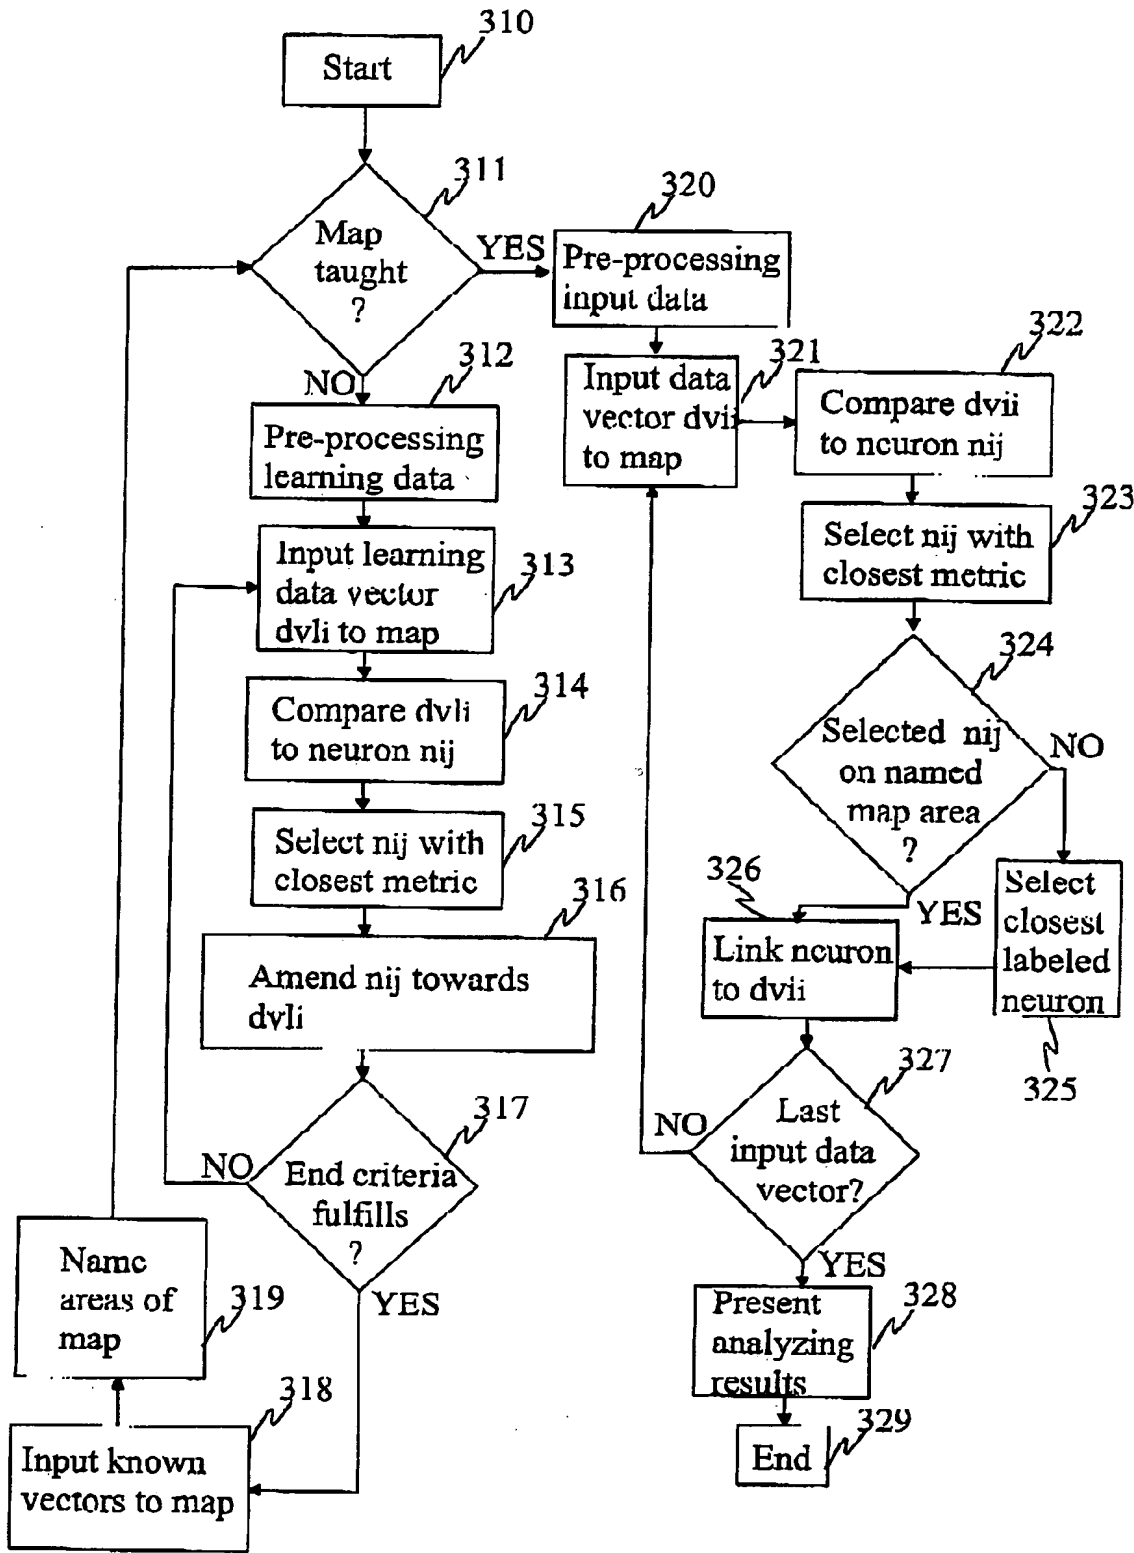 310
Start
311
Map
taught
?
YES
NO
312
Pre-processing
learning data
Input learning
data vector
dvli to map
313
Compare dvli
to neuron nij
314
Select nij with
closest metric
315
316
Amend nij towards
dvli
317
End criteria
fulfills
?
NO
YES
318
Input known
vectors to map
Name
areas of
map
319
320
Pre-processing
input data
321
Input data
vector dvii
to map
322
Compare dvii
to neuron nij
323
Select nij with
closest metric
324
Selected nij
on named
map area
?
NO
YES
Select
closest
labeled
neuron
325
326
Link neuron
to dvii
327
Last
input data
vector?
NO
YES
328
Present
analyzing
results
329
End